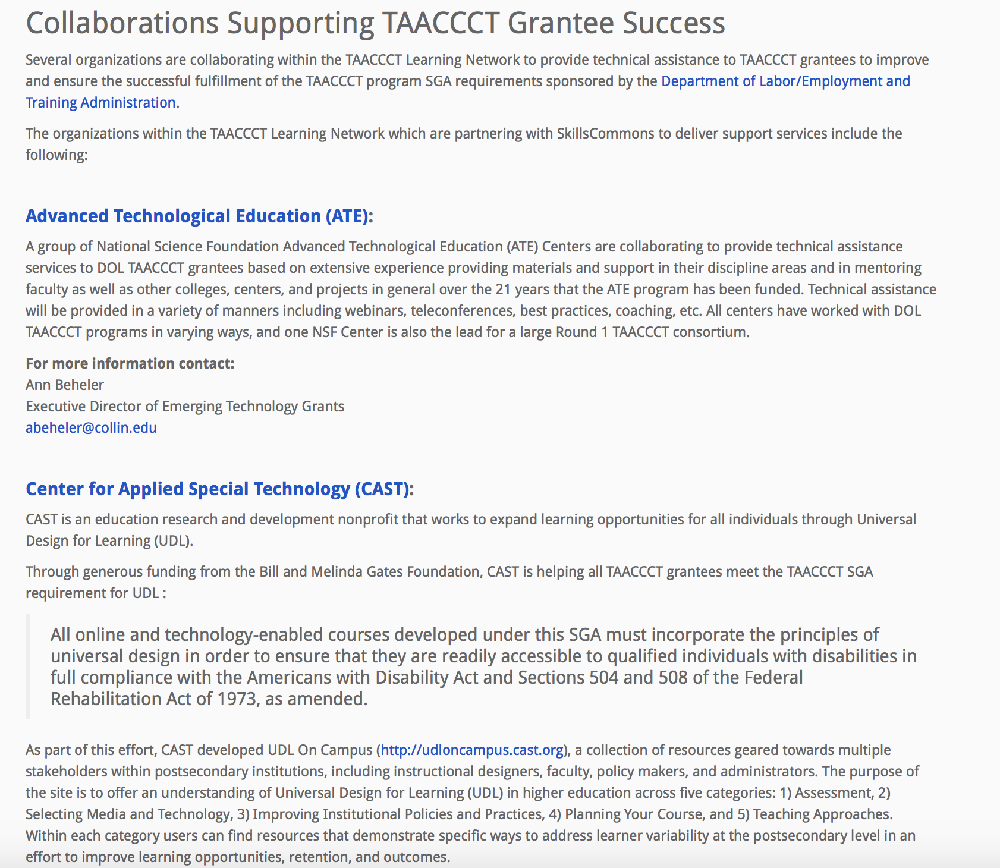 Collaborations Supporting TAACCCT Grantee Success
Several organizations are collaborating within the TAACCCT Learning Network to provide technical assistance to TAACCCT grantees to improve
and ensure the successful fulfillment of the TAACCCT program SGA requirements sponsored by the Department of Labor/Employment and
Training Administration.
The organizations within the TAACCCT Learning Network which are partnering with SkillsCommons to deliver support services include the
following:
Advanced Technological Education (ATE):
A group of National Science Foundation Advanced Technological Education (ATE) Centers are collaborating to provide technical assistance
services to DOL TAACCCT grantees based on extensive experience providing materials and support in their discipline areas and in mentoring
faculty as well as other colleges, centers, and projects in general over the 21 years that the ATE program has been funded. Technical assistance
will be provided in a variety of manners including webinars, teleconferences, best practices, coaching, etc. All centers have worked with DOL
TAACCCT programs in varying ways, and one NSF Center is also the lead for a large Round 1 TAACCCT consortium.
For more information contact:
Ann Beheler
Executive Director of Emerging Technology Grants
abeheler@collin.edu
Center for Applied Special Technology (CAST):
CAST is an education research and development nonprofit that works to expand learning opportunities for all individuals through Universal
Design for Learning (UDL).
Through generous funding from the Bill and Melinda Gates Foundation, CAST is helping all TAACCCT grantees meet the TAACCCT SGA
requirement for UDL :
All online and technology-enabled courses developed under this SGA must incorporate the principles of
universal design in order to ensure that they are readily accessible to qualified individuals with disabilities in
full compliance with the Americans with Disability Act and Sections 504 and 508 of the Federal
Rehabilitation Act of 1973, as amended.
As part of this effort, CAST developed UDL On Campus (http://udloncampus.cast.org), a collection of resources geared towards multiple
stakeholders within postsecondary institutions, including instructional designers, faculty, policy makers, and administrators. The purpose of
the site is to offer an understanding of Universal Design for Learning (UDL) in higher education across five categories: 1) Assessment, 2)
Selecting Media and Technology, 3) Improving Institutional Policies and Practices, 4) Planning Your Course, and 5) Teaching Approaches.
Within each category users can find resources that demonstrate specific ways to address learner variability at the postsecondary level in an
effort to improve learning opportunities, retention, and outcomes.